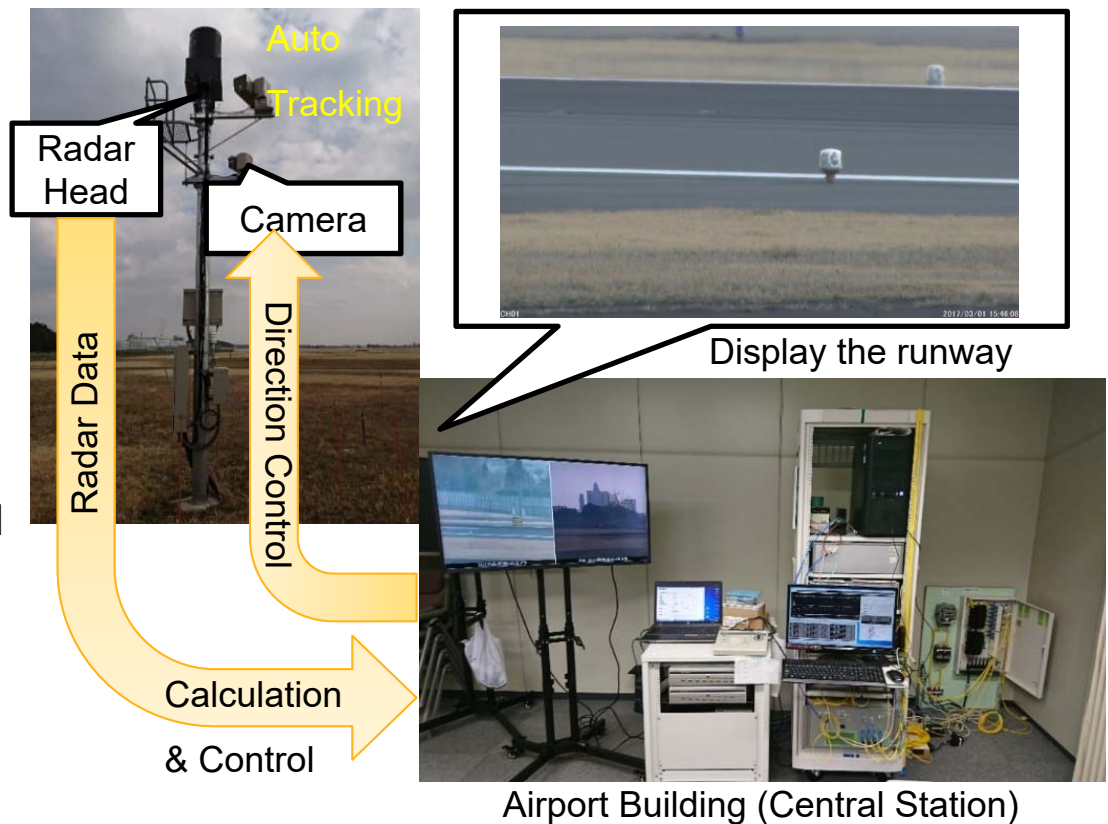 Auto
Tracking
Radar
Head
Camera
Radar Data
Direction Control
Calculation
& Control
CH01
2017/03/01 15:46:08
Display the runway
Airport Building (Central Station)